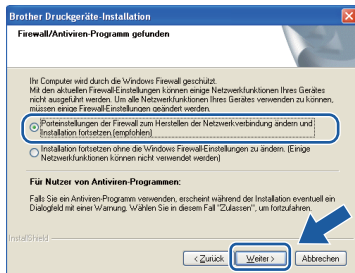 Brother Druckgeräte-Installation
Firewall/Antiviren-Programm gefunden
Ihr Computer wird durch die Windows Firewall geschützt.
Mit den aktuellen Firewall-Einstellungen können einige Netzwerkfunktionen Ihres Gerätes
nicht ausgeführt werden. Um alle Netzwerkfunktionen Ihres Gerätes verwenden zu können,
müssen einige Firewall-Einstellungen geändert werden.
Porteinstellungen der Firewall zum Herstellen der Netzwerkverbindung ändern und
Installation fortsetzen.(empfohlen)
Installation fortsetzen ohne die Windows Firewall-Einstellungen zu ändern. (Einige
Netzwerkfunktionen können nicht verwendet werden)
Für Nutzer von Antiviren-Programmen:
Falls Sie ein Antiviren-Programm verwenden, erscheint während der Installation eventuell ein
Dialogfeld mit einer Warnung. Wählen Sie in diesem Fall "Zulassen", um fortzufahren.
InstallShield
< Zurück Weiter > Abbrechen